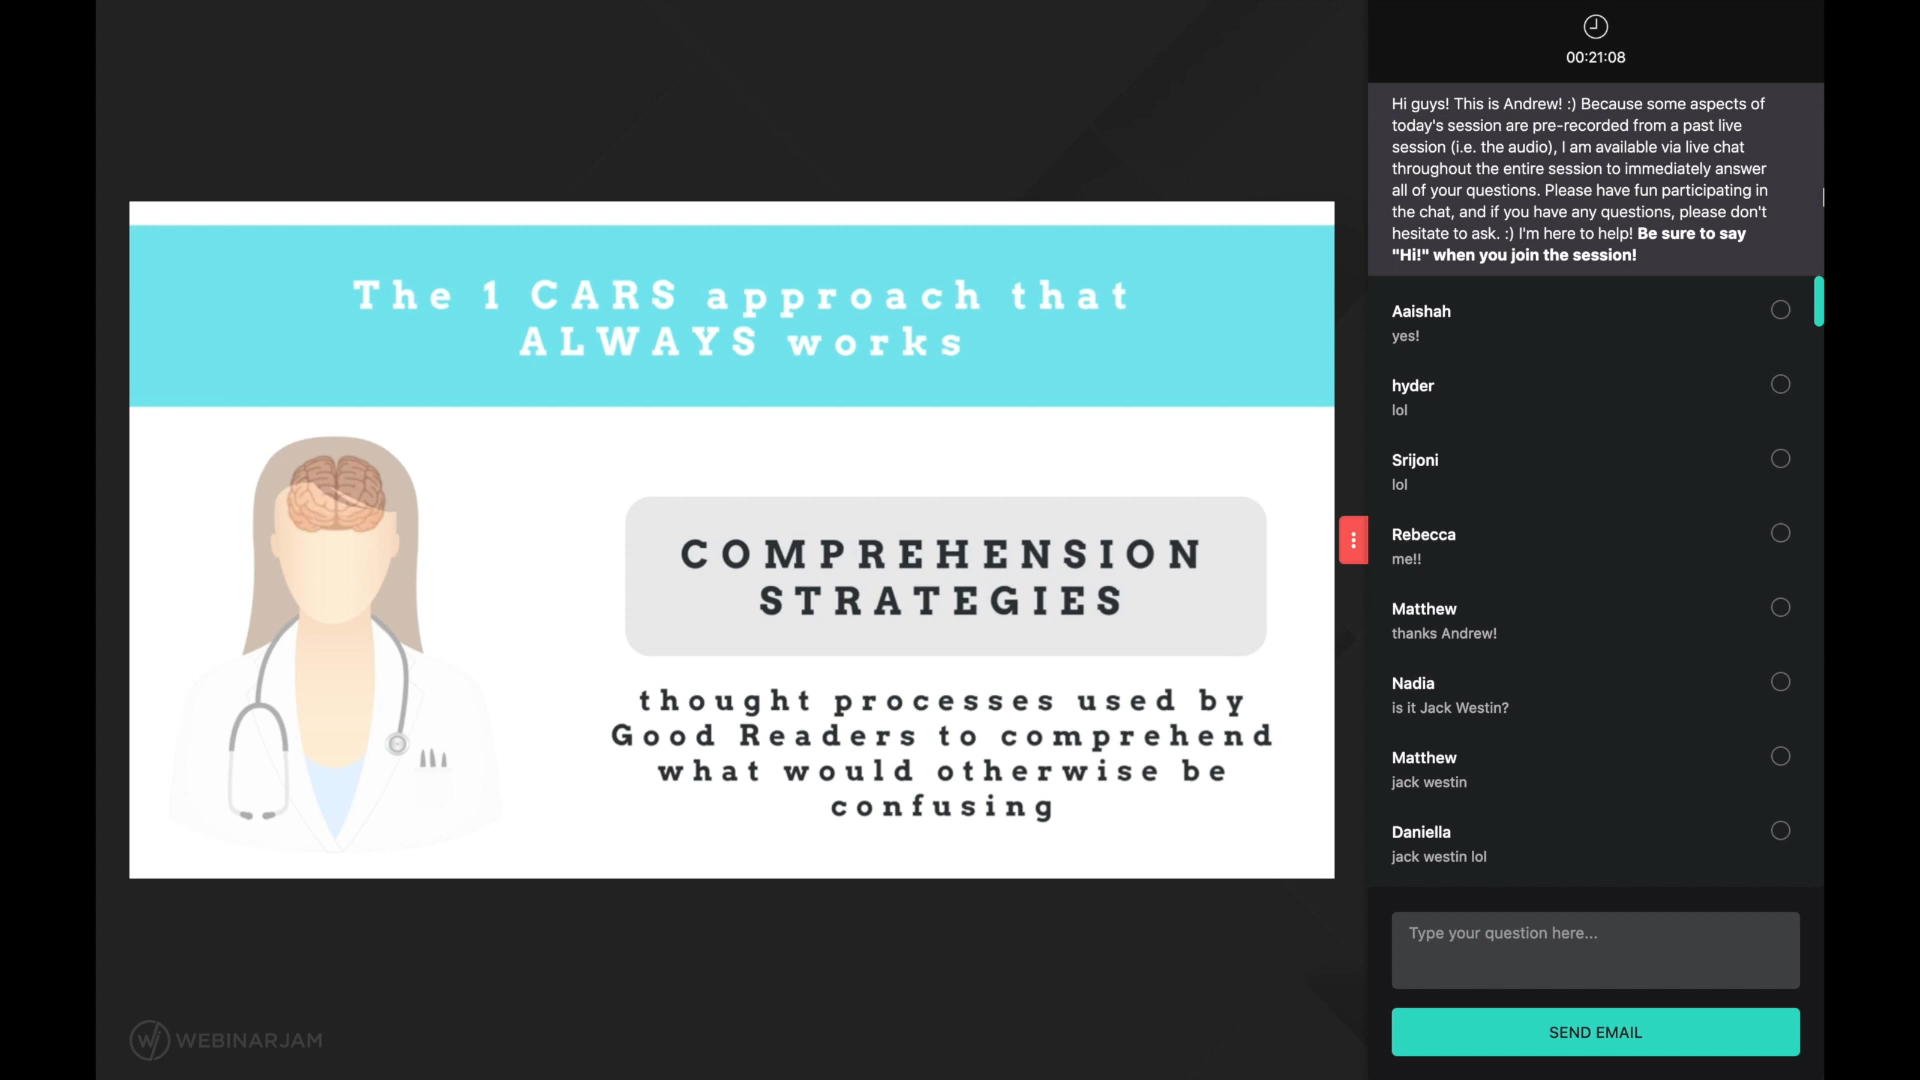 The 1 CARS approach that
ALWAYS works
COMPREHENSION
STRATEGIES
thought processes used by
Good Readers to comprehend
what would otherwise be
confusing
WEBINARJAM
00:21:08
Hi guys! This is Andrew! :) Because some aspects of
today's session are pre-recorded from a past live
session (i.e. the audio), I am available via live chat
throughout the entire session to immediately answer
all of your questions. Please have fun participating in
the chat, and if you have any questions, please don't
hesitate to ask. :) I'm here to help! Be sure to say
"Hi!" when you join the session!
Aaishah
yes!
hyder
lol
Srijoni
lol
Rebecca
me!!
Matthew
thanks Andrew!
Nadia
is it Jack Westin?
Matthew
jack westin
Daniella
jack westin lol
Type your question here...
SEND EMAIL